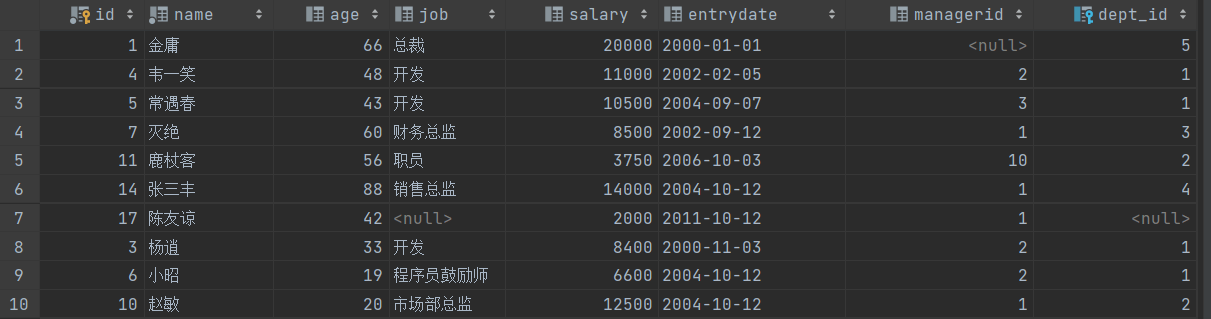 id name age job salary entrydate managerid dept_id
1 1 金庸 66 总裁 20000 2000-01-01 <null> 5
2 4 韦一笑 48 开发 11000 2002-02-05 2 1
3 5 常遇春 43 开发 10500 2004-09-07 3 1
4 7 灭绝 60 财务总监 8500 2002-09-12 1 3
5 11 鹿杖客 56 职员 3750 2006-10-03 10 2
6 14 张三丰 88 销售总监 14000 2004-10-12 1 4
7 17 陈友谅 42 <null> 2000 2011-10-12 1 <null>
8 3 杨逍 33 开发 8400 2000-11-03 2 1
9 6 小昭 19 程序员鼓励师 6600 2004-10-12 2 1
10 10 赵敏 20 市场部总监 12500 2004-10-12 1 2